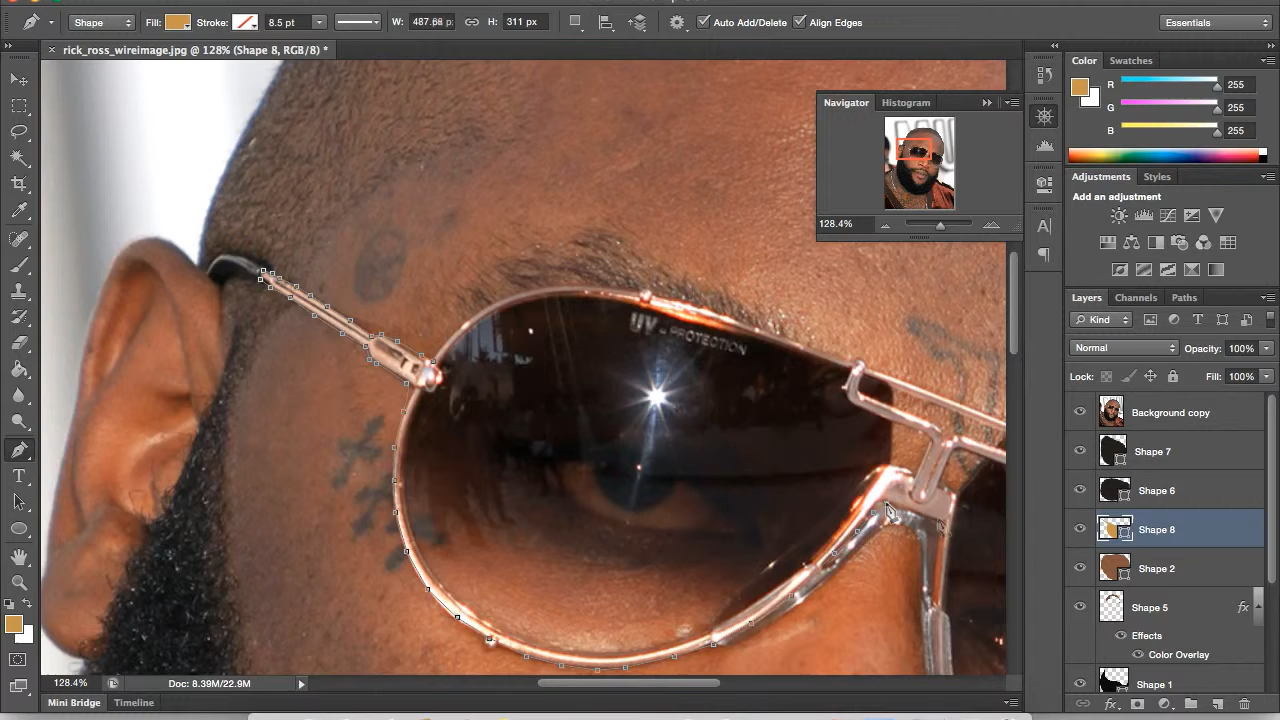 Shape Fill: Stroke: 8.5 pt W: 487.66 p: H: 311 px Auto Add/Delete Align Edges Essentials
× rick_ross_wireimage.jpg @ 128% (Shape 8, RGB/8) *
Color Swatches
R 255
G 255
B 255
Navigator Histogram
128.4%
Adjustments Styles
Add an adjustment
Layers Channels Paths
Kind
Normal Opacity: 100%
Lock: Fill: 100%
Background copy
Shape 7
Shape 6
Shape 8
Shape 2
Shape 5 fx
Effects
Color Overlay
Shape 1
UV - PROTECTION
128.4% Doc: 8.39M/22.9M
Mini Bridge Timeline